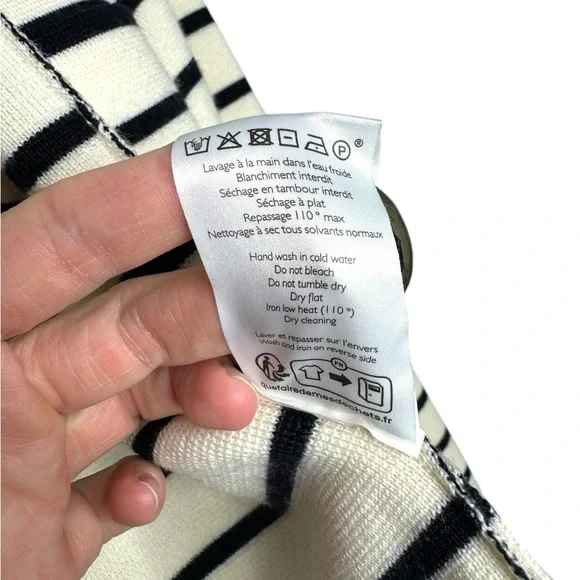 P ®
Lavage à la main dans l'eau froide
Blanchiment interdit
Séchage en tambour interdit
Séchage à plat
Repassage 110° max
Nettoyage à sec tous solvants normaux
Hand wash in cold water
Do not bleach
Do not tumble dry
Dry flat
Iron low heat (110°)
Dry cleaning
Laver et repasser sur l'envers
Wash and iron on reverse side
FR
quefairedemesdechets.fr